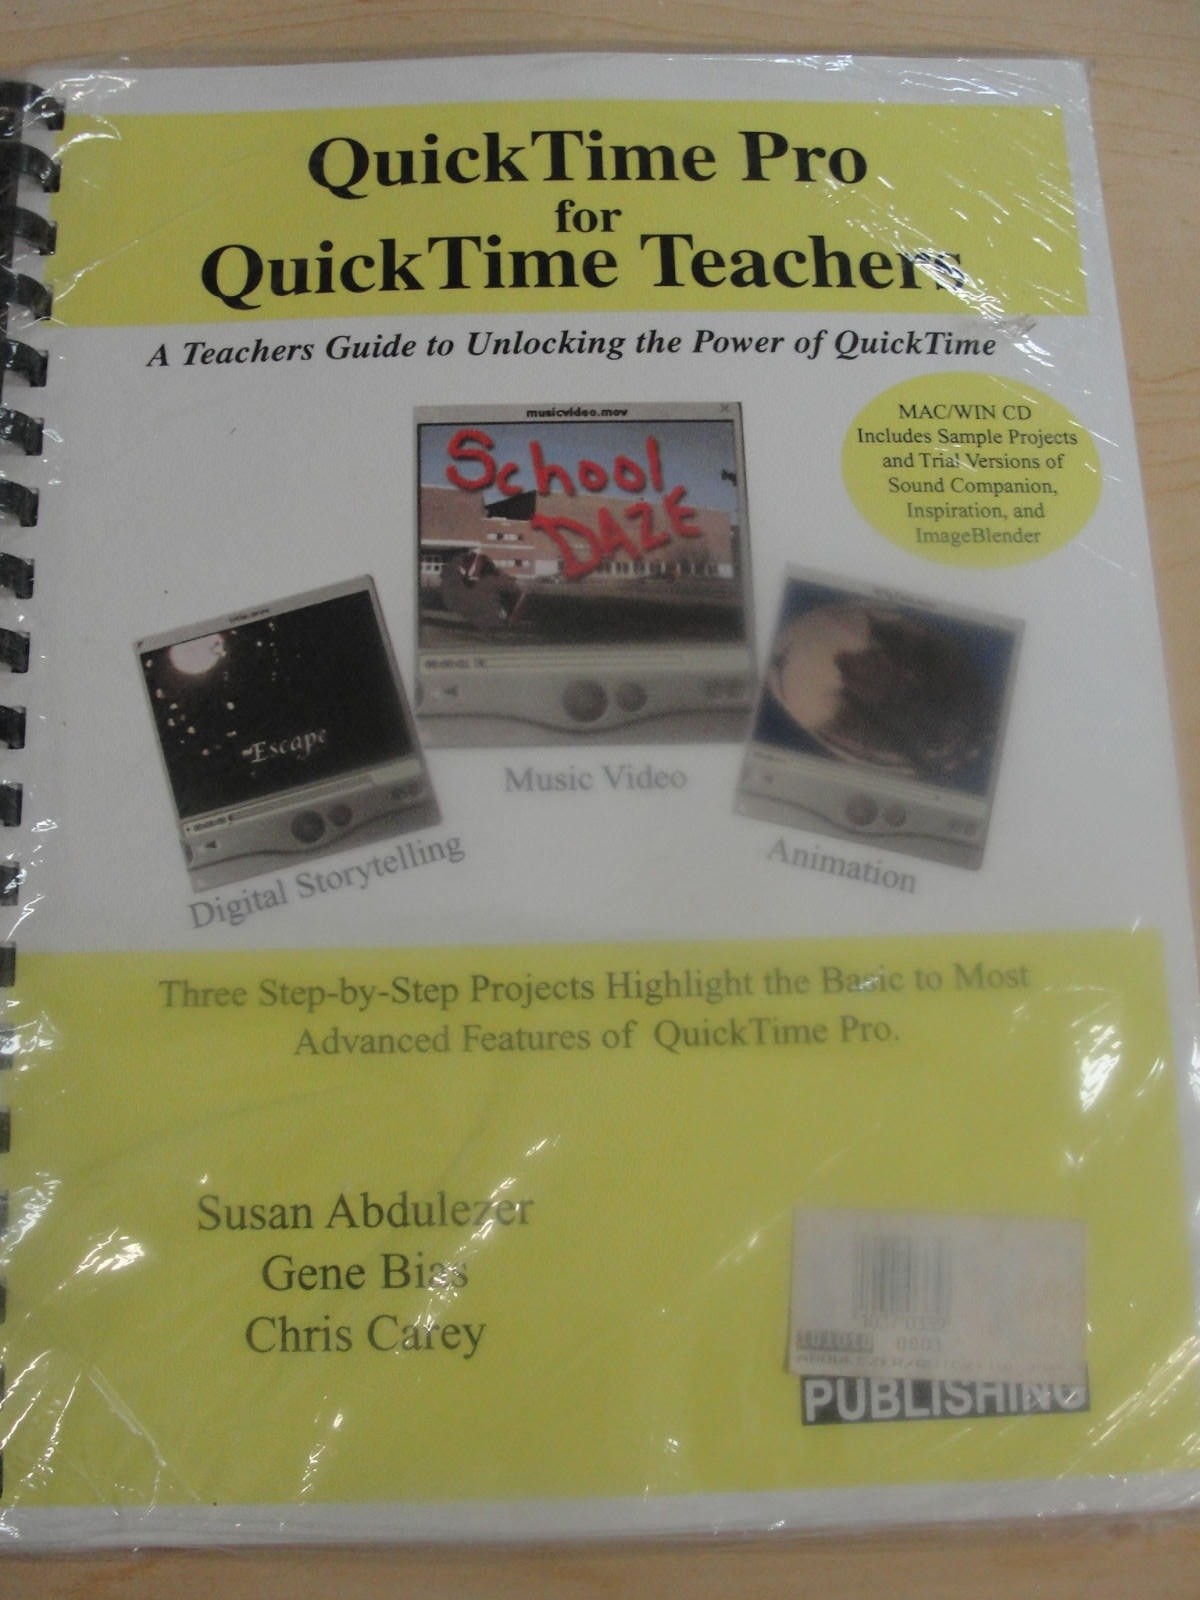 QuickTime Pro
for
QuickTime Teachers
A Teachers Guide to Unlocking the Power of QuickTime
MAC/WIN CD
Includes Sample Projects
and Trial Versions of
Sound Companion,
Inspiration, and
ImageBlender
musicvideo.mov
School
DAZE
Escape
Music Video
Digital Storytelling
Animation
Three Step-by-Step Projects Highlight the Basic to Most
Advanced Features of QuickTime Pro.
Susan Abdulezer
Gene Bias
Chris Carey
0803
PUBLISHING